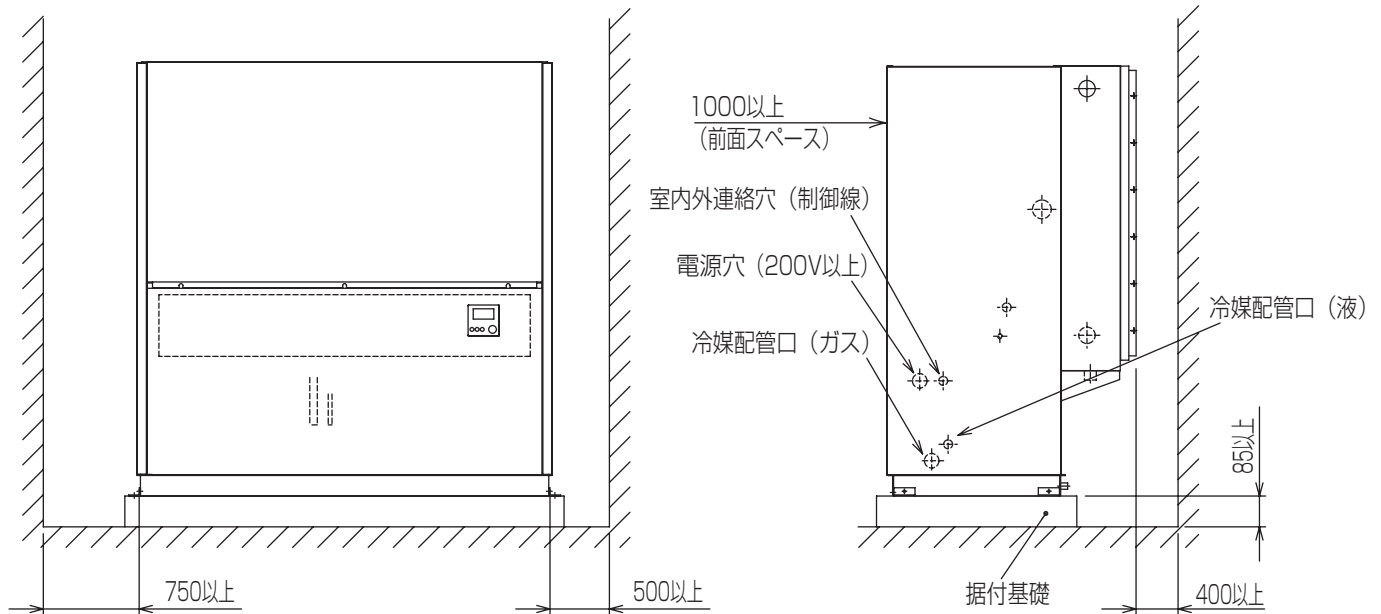 1000以上
(前面スペース)
室内外連絡穴（制御線）
電源穴（200V以上）
冷媒配管口（ガス）
冷媒配管口（液）
85以上
750以上
500以上
据付基礎
400以上